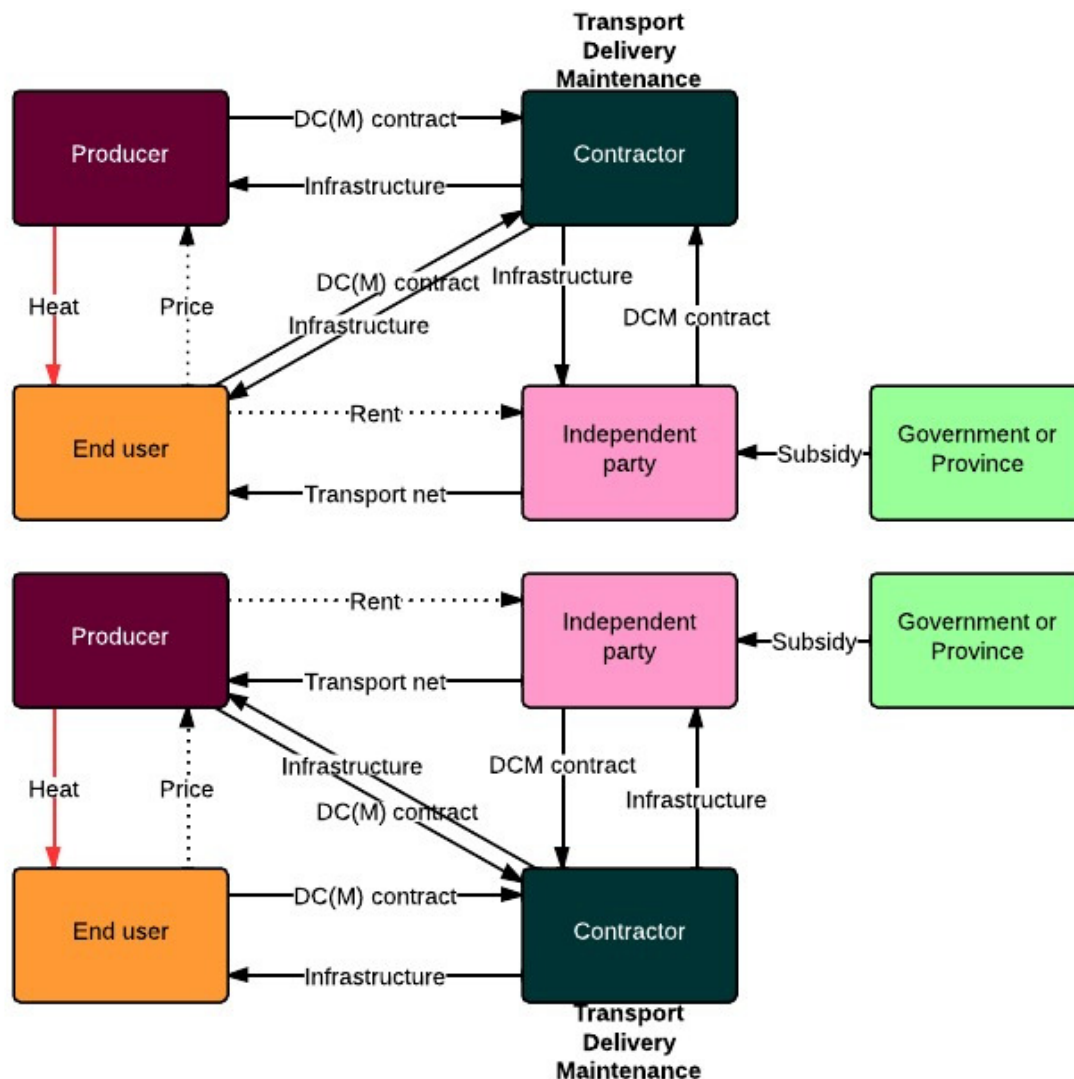 Transport
Delivery
Maintenance
Producer
DC(M) contract
Contractor
Infrastructure
Heat
Price
DC(M) contract
Infrastructure
Infrastructure
DCM contract
End user
Rent
Transport net
Independent
party
Subsidy
Government or
Province
Producer
Rent
Transport net
Independent
party
Subsidy
Government or
Province
Heat
Price
Infrastructure
DC(M) contract
DCM contract
Infrastructure
End user
DC(M) contract
Infrastructure
Contractor
Transport
Delivery
Maintenance